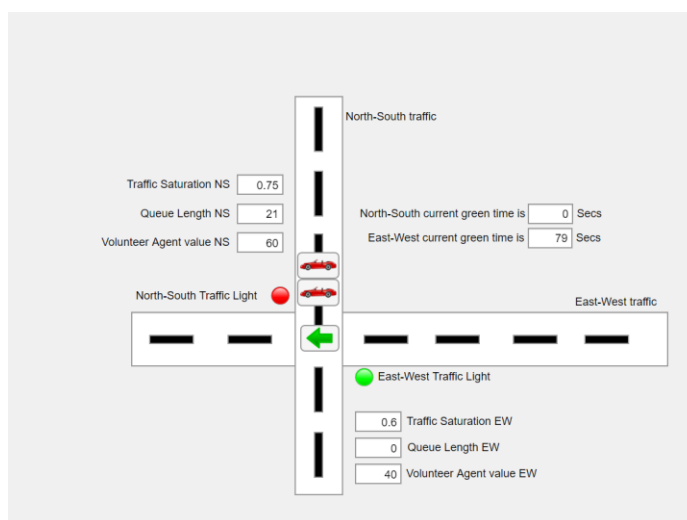 North-South traffic
Traffic Saturation NS 0.75
Queue Length NS 21
North-South current green time is 0 Secs
Volunteer Agent value NS 60
East-West current green time is 79 Secs
North-South Traffic Light
East-West traffic
East-West Traffic Light
0.6 Traffic Saturation EW
0 Queue Length EW
40 Volunteer Agent value EW